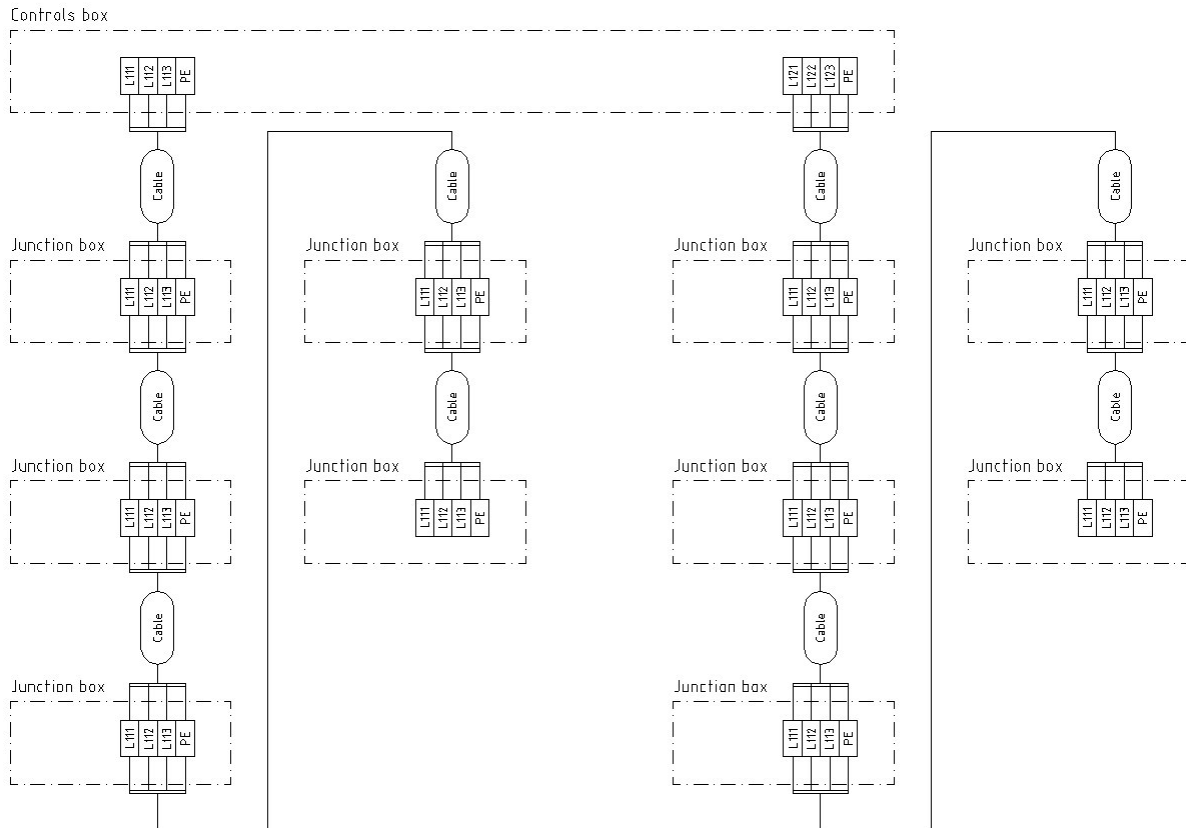 Controls box
L111 L112 L113 PE
L121 L122 L123 PE
Cable
Cable
Cable
Cable
Junction box
Junction box
Junction box
Junction box
L111 L112 L113 PE
L111 L112 L113 PE
L111 L112 L113 PE
L111 L112 L113 PE
Cable
Cable
Cable
Cable
Junction box
Junction box
Junction box
Junction box
L111 L112 L113 PE
L111 L112 L113 PE
L111 L112 L113 PE
L111 L112 L113 PE
Cable
Cable
Junction box
Junction box
L111 L112 L113 PE
L111 L112 L113 PE